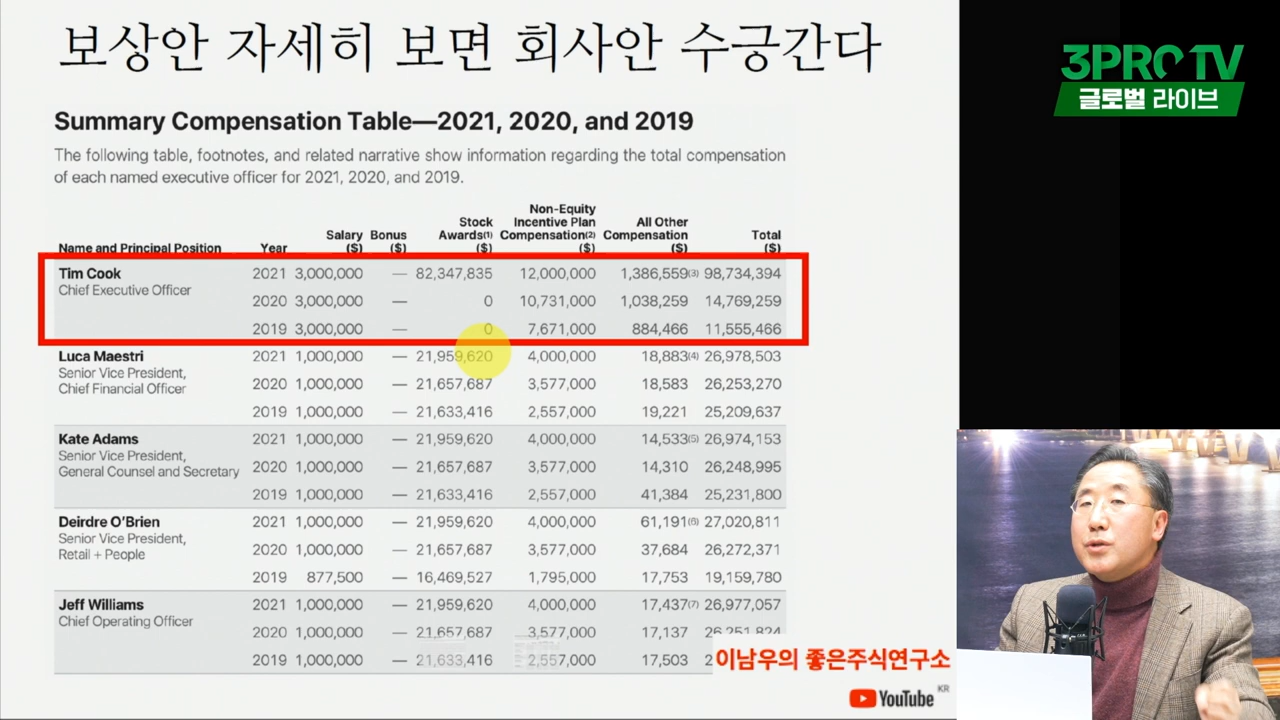 보상안 자세히 보면 회사안 수긍간다
3PRO TV
글로벌 라이브
Summary Compensation Table—2021, 2020, and 2019
The following table, footnotes, and related narrative show information regarding the total compensation
of each named executive officer for 2021, 2020, and 2019.
Name and Principal Position Year Salary ($) Bonus ($) Stock Awards(1) ($) Non-Equity Incentive Plan Compensation(2) ($) All Other Compensation ($) Total ($)
Tim Cook 2021 3,000,000 — 82,347,835 12,000,000 1,386,559(3) 98,734,394
Chief Executive Officer
2020 3,000,000 — 0 10,731,000 1,038,259 14,769,259
2019 3,000,000 — 0 7,671,000 884,466 11,555,466
Luca Maestri 2021 1,000,000 — 21,959,620 4,000,000 18,883(4) 26,978,503
Senior Vice President,
Chief Financial Officer 2020 1,000,000 — 21,657,687 3,577,000 18,583 26,253,270
2019 1,000,000 — 21,633,416 2,557,000 19,221 25,209,637
Kate Adams 2021 1,000,000 — 21,959,620 4,000,000 14,533(5) 26,974,153
Senior Vice President,
General Counsel and Secretary 2020 1,000,000 — 21,657,687 3,577,000 14,310 26,248,995
2019 1,000,000 — 21,633,416 2,557,000 41,384 25,231,800
Deirdre O'Brien 2021 1,000,000 — 21,959,620 4,000,000 61,191(6) 27,020,811
Senior Vice President,
Retail + People 2020 1,000,000 — 21,657,687 3,577,000 37,684 26,272,371
2019 877,500 — 16,469,527 1,795,000 17,753 19,159,780
Jeff Williams 2021 1,000,000 — 21,959,620 4,000,000 17,437(7) 26,977,057
Chief Operating Officer
2020 1,000,000 — 21,657,687 3,577,000 17,137 26,251,824
2019 1,000,000 — 21,633,416 2,557,000 17,503 2
이남우의 좋은주식연구소
YouTube KR